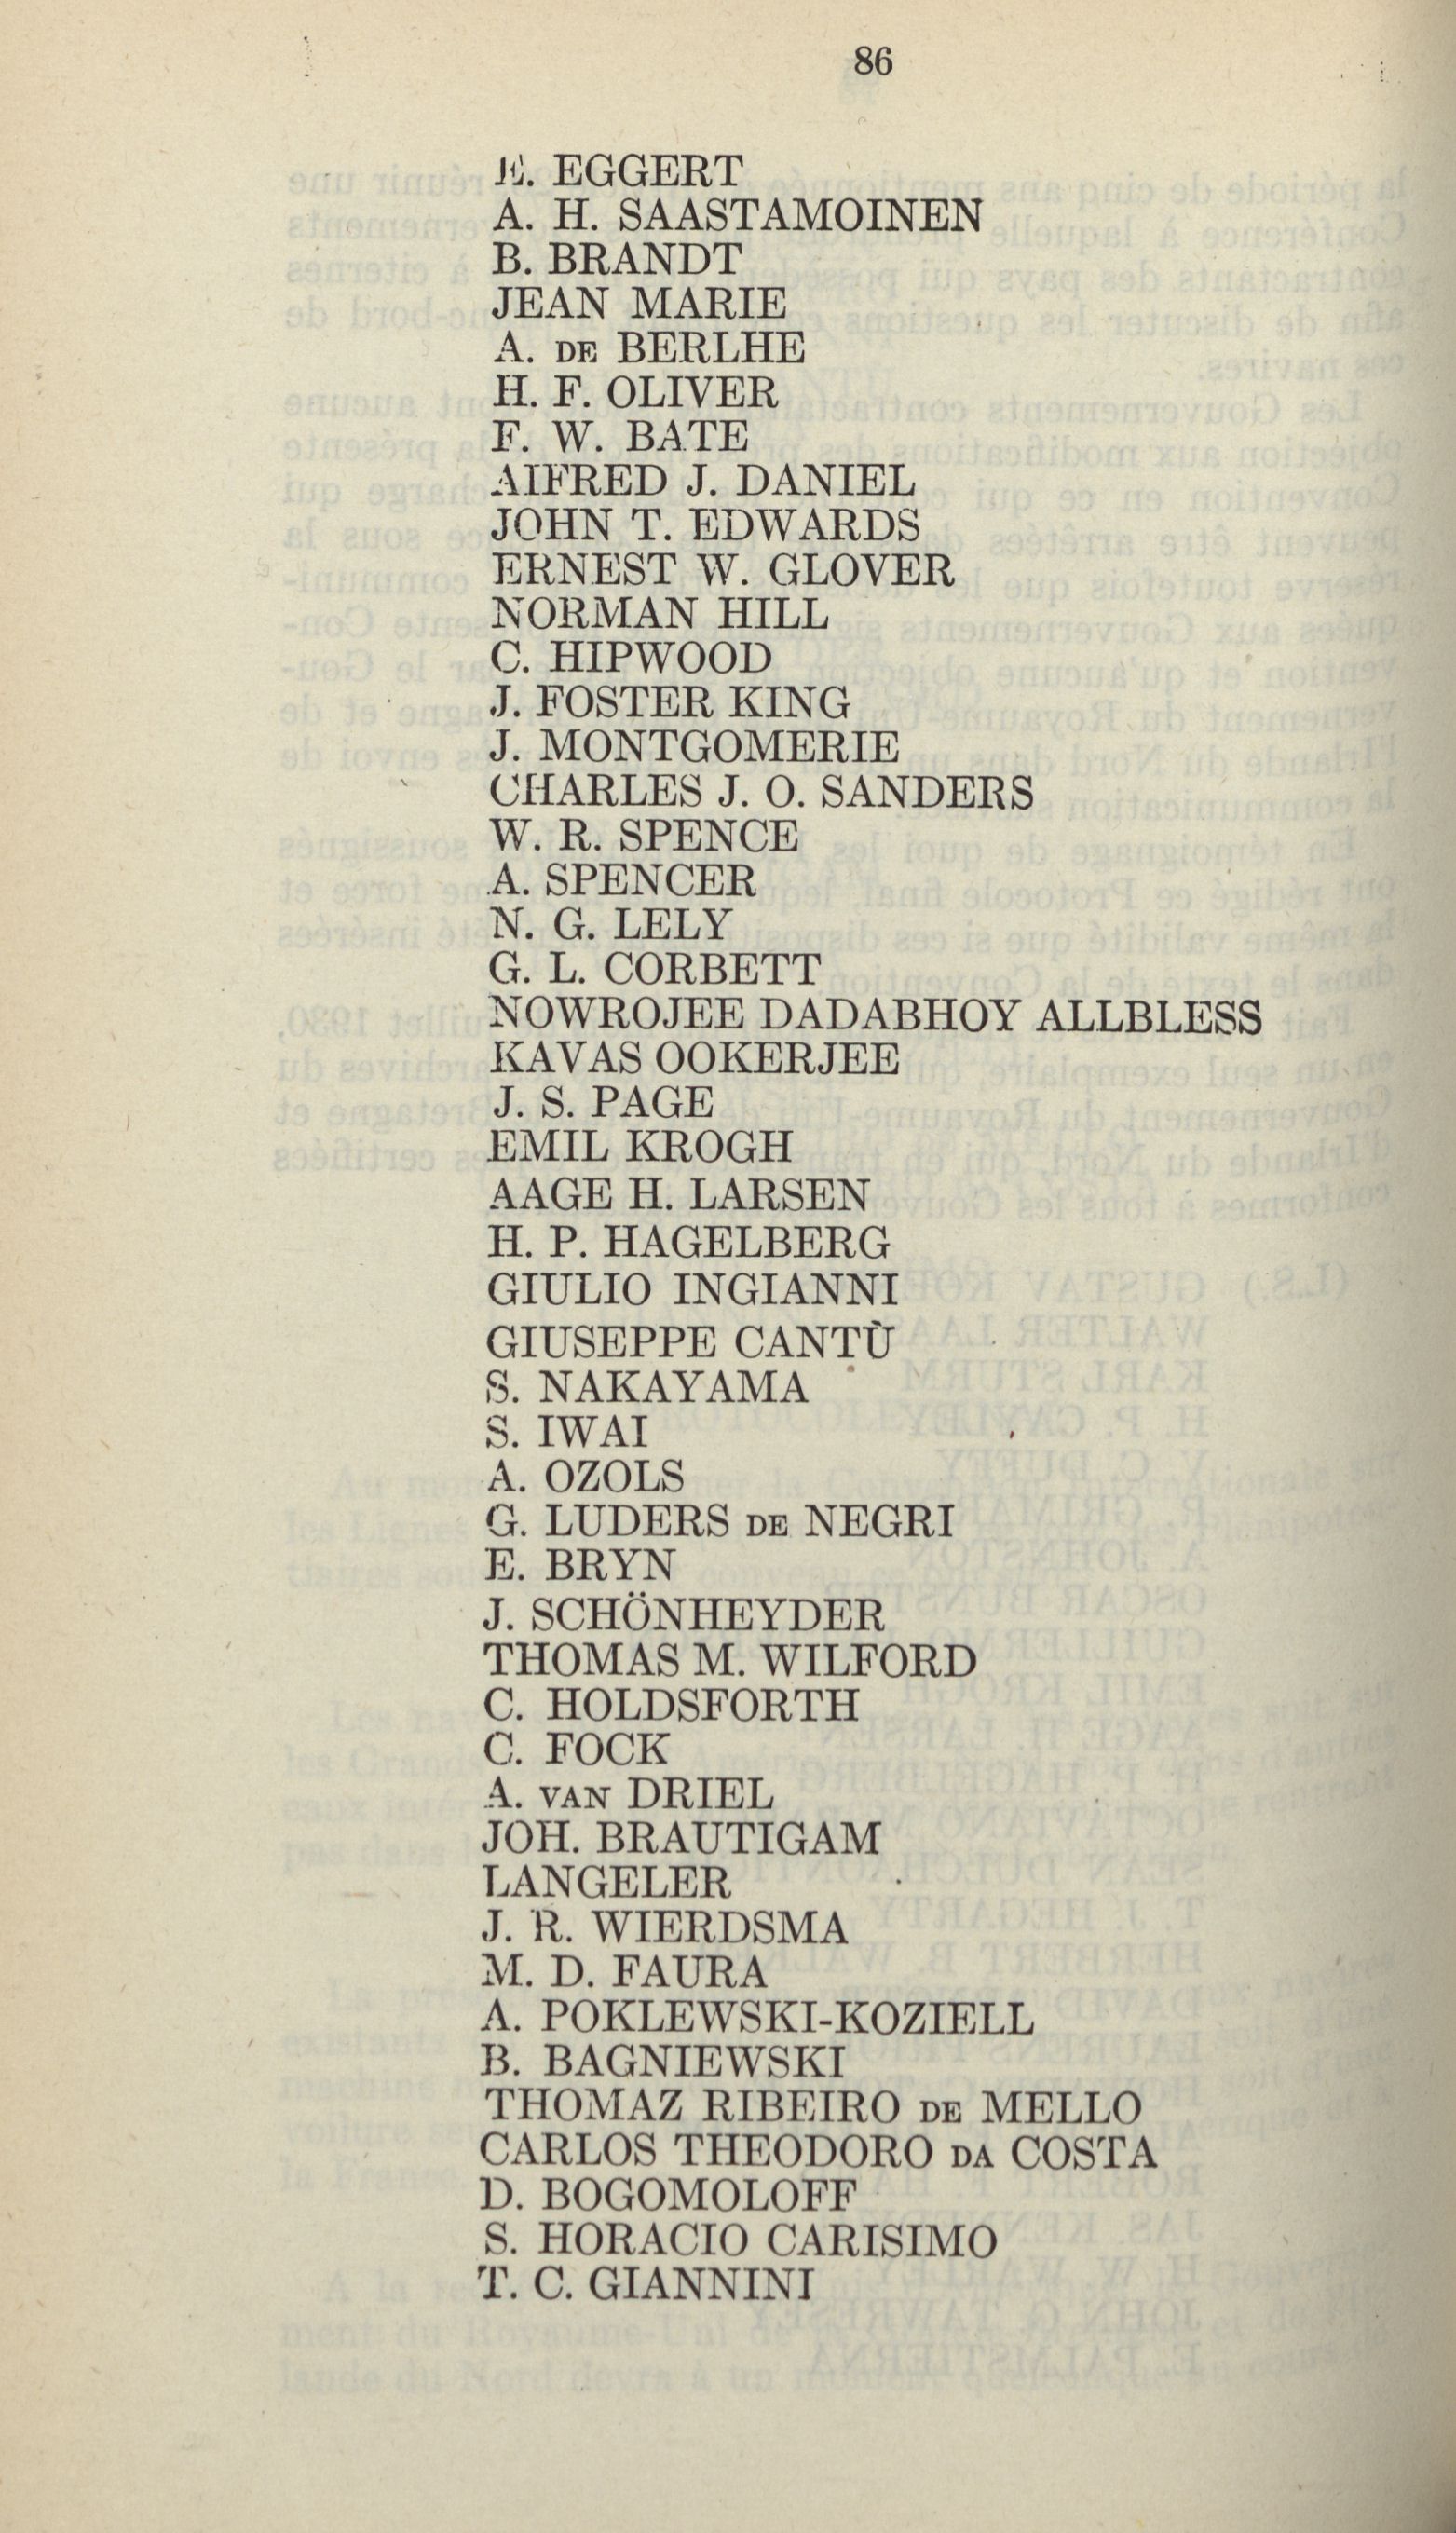 86
E. EGGERT
A. H. SAASTAMOINEN
B. BRANDT
JEAN MARIE
A. DE BERLHE
H. F. OLIVER
F. W. BATE
AIFRED J. DANIEL
JOHN T. EDWARDS
ERNEST W. GLOVER
NORMAN HILL
C. HIPWOOD
J. FOSTER KING
J. MONTGOMERIE
CHARLES J. O. SANDERS
W. R. SPENCE
A. SPENCER
N. G. LELY
G. L. CORBETT
NOWROJEE DADABHOY ALLBLESS
KAVAS OOKERJEE
J. S. PAGE
EMIL KROGH
AAGE H. LARSEN
H. P. HAGELBERG
GIULIO INGIANNI
GIUSEPPE CANTÙ
S. NAKAYAMA
S. IWAI
A. OZOLS
G. LUDERS DE NEGRI
E. BRYN
J. SCHÖNHEYDER
THOMAS M. WILFORD
C. HOLDSFORTH
C. FOCK
A. VAN DRIEL
JOH. BRAUTIGAM
LANGELER
J. R. WIERDSMA
M. D. FAURA
A. POKLEWSKI-KOZIELL
B. BAGNIEWSKI
THOMAZ RIBEIRO DE MELLO
CARLOS THEODORO DA COSTA
D. BOGOMOLOFF
S. HORACIO CARISIMO
T. C. GIANNINI